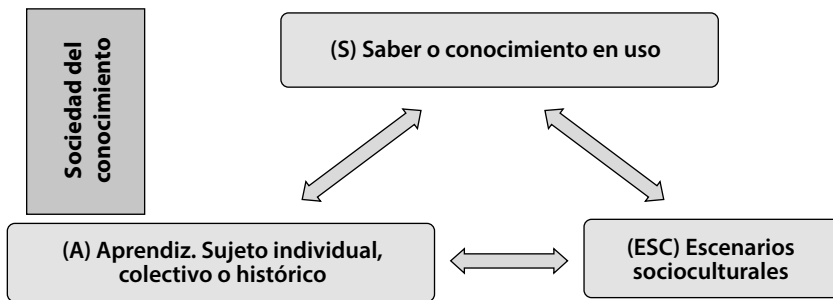 Sociedad del
conocimiento
(S) Saber o conocimiento en uso
(A) Aprendiz. Sujeto individual,
colectivo o histórico
(ESC) Escenarios
socioculturales